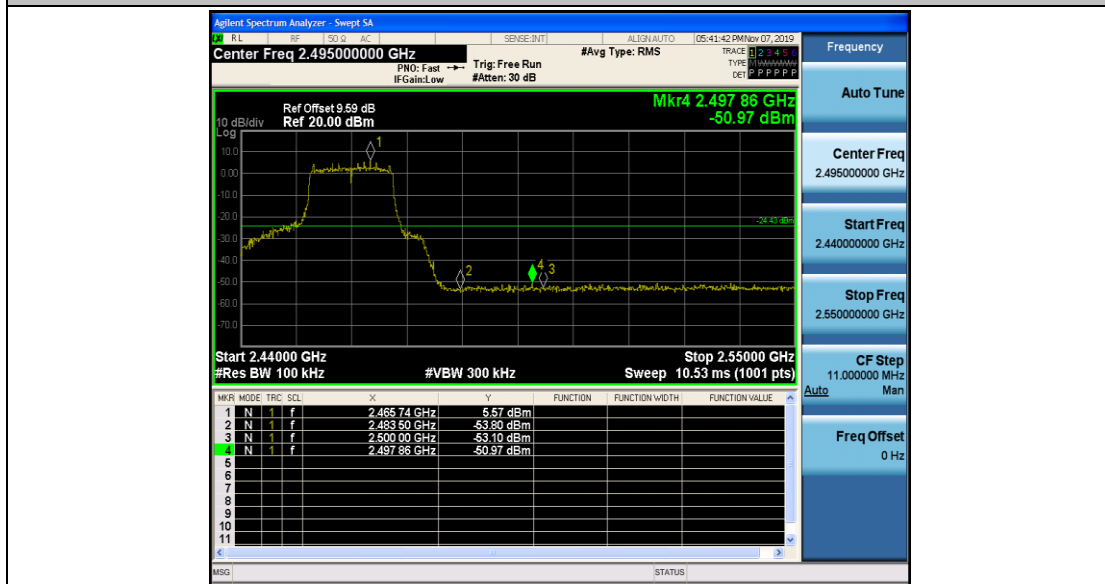 Agilent Spectrum Analyzer - Swept SA
RL RF 50 Ω AC SENSE:INT ALIGN AUTO 05:41:42 PM Nov 07, 2019
Center Freq 2.495000000 GHz #Avg Type: RMS TRACE 1 2 3 4 5 6
PNO: Fast Trig: Free Run TYPE M
IFGain:Low #Atten: 30 dB DET P P P P P P
Mkr4 2.497 86 GHz
-50.97 dBm
Ref Offset 9.59 dB
10 dB/div Ref 20.00 dBm
Log
10.0
0.00
-10.0
-20.0
-30.0
-40.0
-50.0
-60.0
-70.0
1
-24.43 dBm
2
4
3
Start 2.44000 GHz Stop 2.55000 GHz
#Res BW 100 kHz #VBW 300 kHz Sweep 10.53 ms (1001 pts)
MKR MODE TRC SCL X Y FUNCTION FUNCTION WIDTH FUNCTION VALUE
1 N 1 f 2.465 74 GHz 5.57 dBm
2 N 1 f 2.483 50 GHz -53.80 dBm
3 N 1 f 2.500 00 GHz -53.10 dBm
4 N 1 f 2.497 86 GHz -50.97 dBm
5
6
7
8
9
10
11
MSG STATUS
Frequency
Auto Tune
Center Freq
2.495000000 GHz
Start Freq
2.440000000 GHz
Stop Freq
2.550000000 GHz
CF Step
11.000000 MHz
Auto Man
Freq Offset
0 Hz